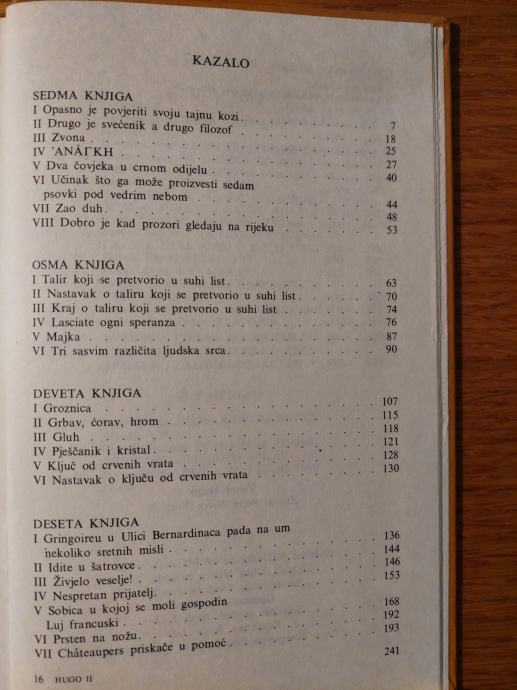 KAZALO
SEDMA KNJIGA
I Opasno je povjeriti svoju tajnu kozi . . . . . . . 7
II Drugo je svećenik a drugo filozof . . . . . . . 18
III Zvona . . . . . . . . . . . . 25
IV 'ΑΝΑΓΚΗ . . . . . . . . . . . . 27
V Dva čovjeka u crnom odijelu . . . . . . . . 40
VI Učinak što ga može proizvesti sedam
psovki pod vedrim nebom . . . . . . . . . 44
VII Zao duh . . . . . . . . . . . . 48
VIII Dobro je kad prozori gledaju na rijeku . . . . . 53
OSMA KNJIGA
I Talir koji se pretvorio u suhi list . . . . . . . 63
II Nastavak o taliru koji se pretvorio u suhi list . . . . 70
III Kraj o taliru koji se pretvorio u suhi list . . . . . 74
IV Lasciate ogni speranza . . . . . . . . . 76
V Majka . . . . . . . . . . . . 87
VI Tri sasvim različita ljudska srca . . . . . . . 90
DEVETA KNJIGA
I Groznica . . . . . . . . . . . . 107
II Grbav, ćorav, hrom . . . . . . . . . . 115
III Gluh . . . . . . . . . . . . 118
IV Pješčanik i kristal . . . . . . . . . . 121
V Ključ od crvenih vrata . . . . . . . . . 128
VI Nastavak o ključu od crvenih vrata . . . . . . 130
DESETA KNJIGA
I Gringoireu u Ulici Bernardinaca pada na um
nekoliko sretnih misli . . . . . . . . . 136
II Idite u šatrovce . . . . . . . . . . 144
III Živjelo veselje! . . . . . . . . . . 146
IV Nespretan prijatelj . . . . . . . . . . 153
V Sobica u kojoj se moli gospodin
Luj francuski . . . . . . . . . . . 168
VI Prsten na nožu . . . . . . . . . . . 192
VII Châteaupers priskače u pomoć . . . . . . . 193
241
16 HUGO II